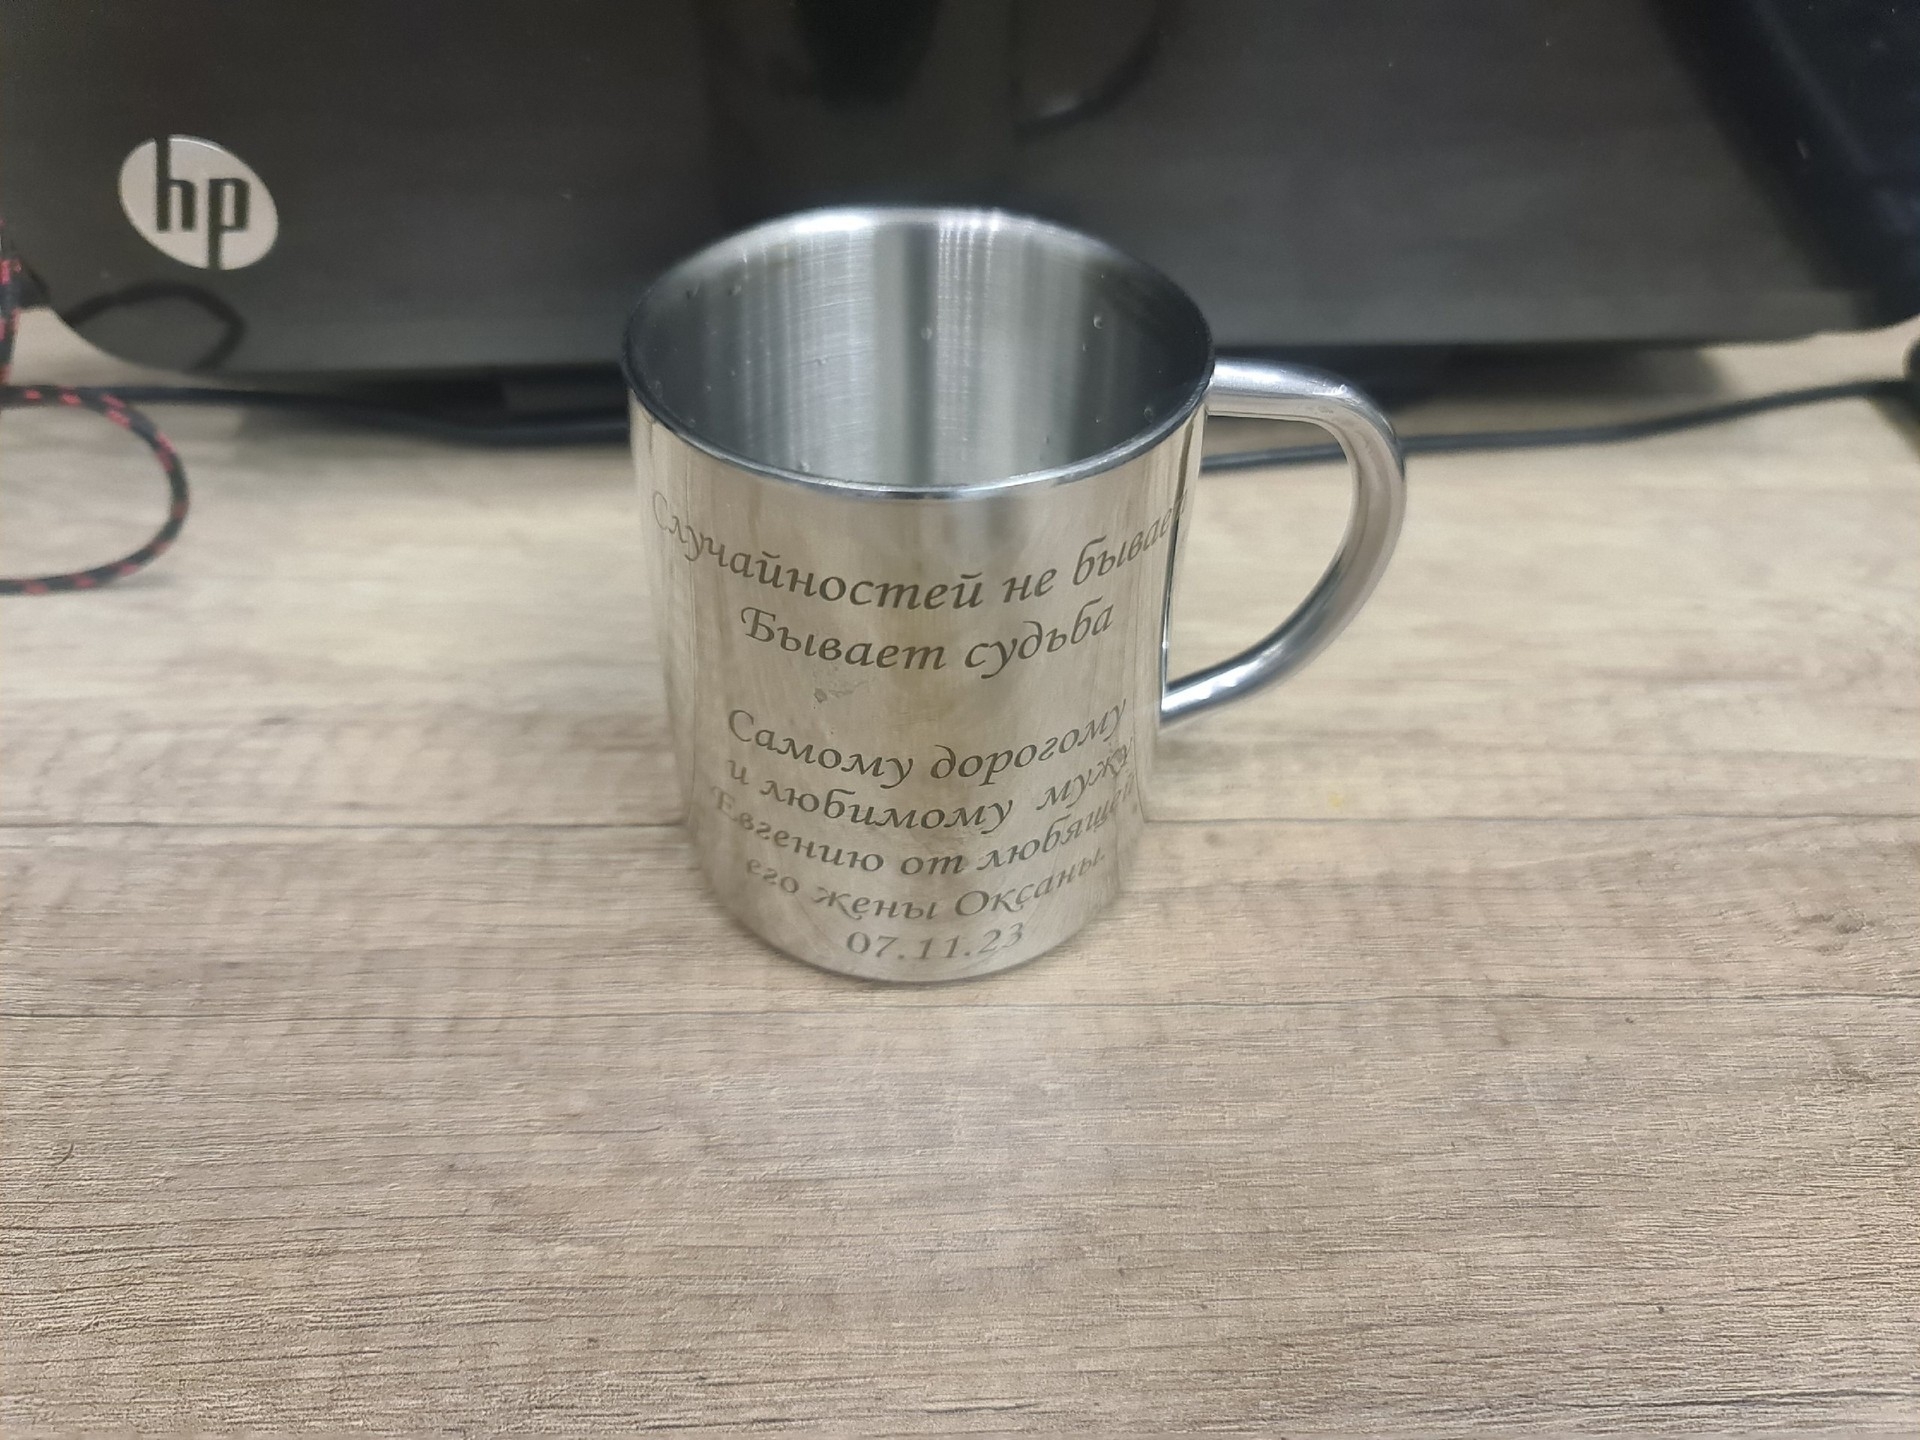 hp
Случайностей не бывает
Бывает судьба
Самому дорогому
и любимому мужу
Евгению от любящей
его жены Оксаны.
07.11.23